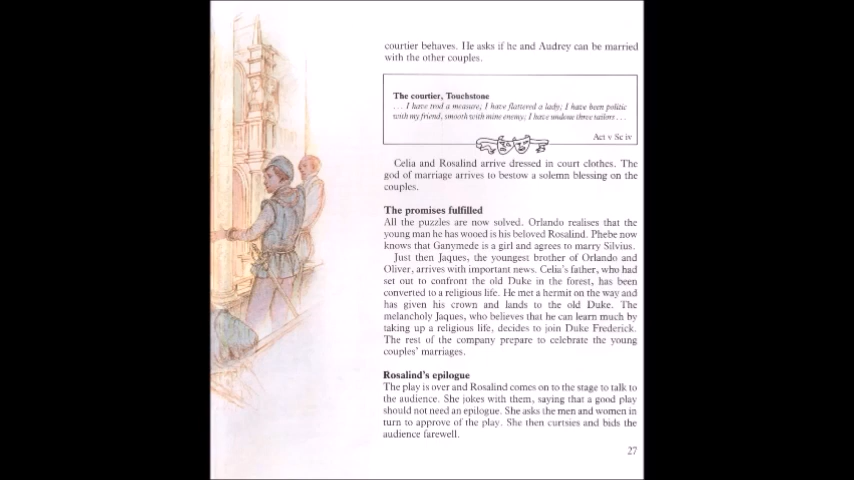 courtier behaves. He asks if he and Audrey can be married
with the other couples.
The courtier, Touchstone
. . . I have trod a measure; I have flattered a lady; I have been politic
with my friend, smooth with mine enemy; I have undone three tailors . . .
Act v Sc iv
Celia and Rosalind arrive dressed in court clothes. The
god of marriage arrives to bestow a solemn blessing on the
couples.
The promises fulfilled
All the puzzles are now solved. Orlando realises that the
young man he has wooed is his beloved Rosalind. Phebe now
knows that Ganymede is a girl and agrees to marry Silvius.
Just then Jaques, the youngest brother of Orlando and
Oliver, arrives with important news. Celia's father, who had
set out to confront the old Duke in the forest, has been
converted to a religious life. He met a hermit on the way and
has given his crown and lands to the old Duke. The
melancholy Jaques, who believes that he can learn much by
taking up a religious life, decides to join Duke Frederick.
The rest of the company prepare to celebrate the young
couples' marriages.
Rosalind's epilogue
The play is over and Rosalind comes on to the stage to talk to
the audience. She jokes with them, saying that a good play
should not need an epilogue. She asks the men and women in
turn to approve of the play. She then curtsies and bids the
audience farewell.
27